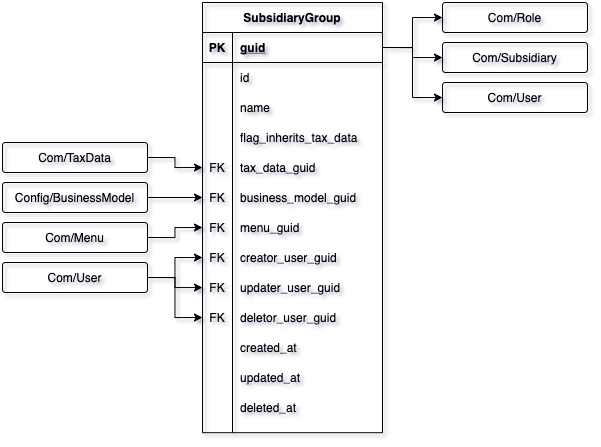 SubsidiaryGroup
PK guid
id
name
flag_inherits_tax_data
FK tax_data_guid
FK business_model_guid
FK menu_guid
FK creator_user_guid
FK updater_user_guid
FK deletor_user_guid
created_at
updated_at
deleted_at
Com/TaxData
Config/BusinessModel
Com/Menu
Com/User
Com/Role
Com/Subsidiary
Com/User